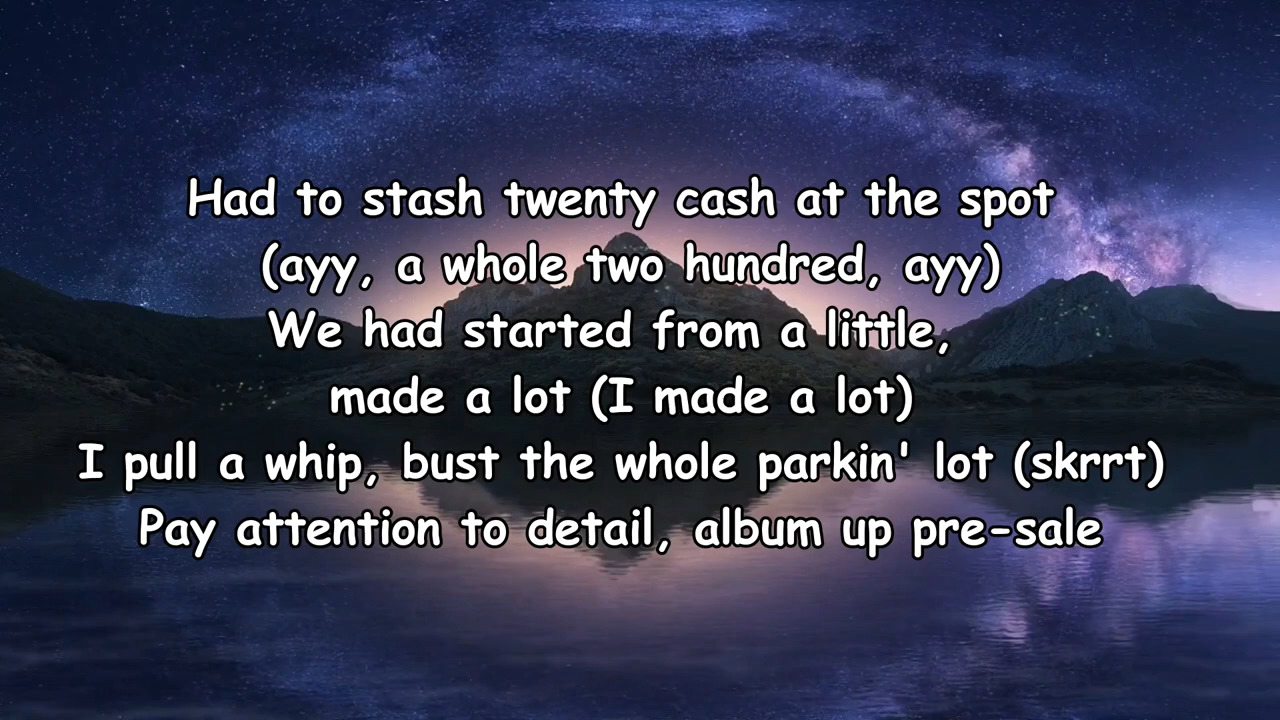 Had to stash twenty cash at the spot
(ayy, a whole two hundred, ayy)
We had started from a little,
made a lot (I made a lot)
I pull a whip, bust the whole parkin' lot (skrrt)
Pay attention to detail, album up pre-sale